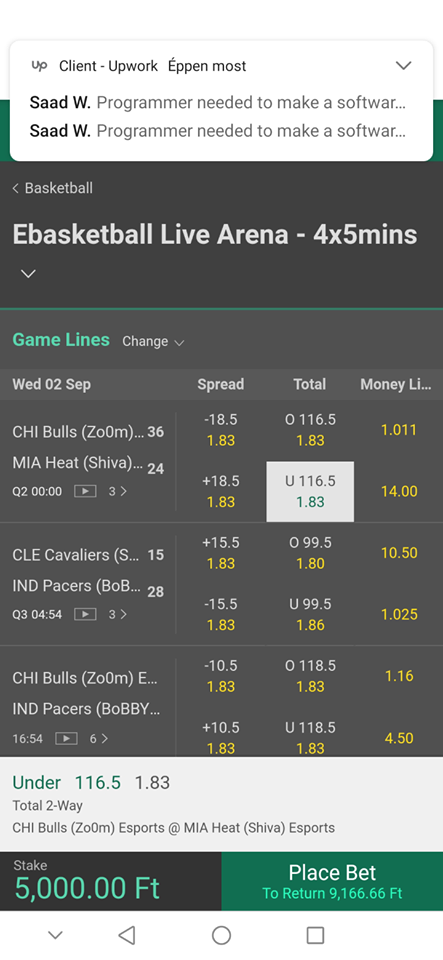 up Client - Upwork Éppen most
Saad W. Programmer needed to make a softwar...
Saad W. Programmer needed to make a softwar...
< Basketball
Ebasketball Live Arena - 4x5mins
Game Lines Change
Wed 02 Sep Spread Total Money Li...
CHI Bulls (Zo0m)... 36 -18.5 O 116.5 1.011
1.83 1.83
MIA Heat (Shiva)... 24 +18.5 U 116.5 14.00
Q2 00:00 3 > 1.83 1.83
CLE Cavaliers (S... 15 +15.5 O 99.5 10.50
1.83 1.80
IND Pacers (BoB... 28 -15.5 U 99.5 1.025
Q3 04:54 3 > 1.83 1.86
CHI Bulls (Zo0m) E... -10.5 O 118.5 1.16
1.83 1.83
IND Pacers (BoBBY... +10.5 U 118.5 4.50
16:54 6 > 1.83 1.83
Under 116.5 1.83
Total 2-Way
CHI Bulls (Zo0m) Esports @ MIA Heat (Shiva) Esports
Stake
5,000.00 Ft
Place Bet
To Return 9,166.66 Ft